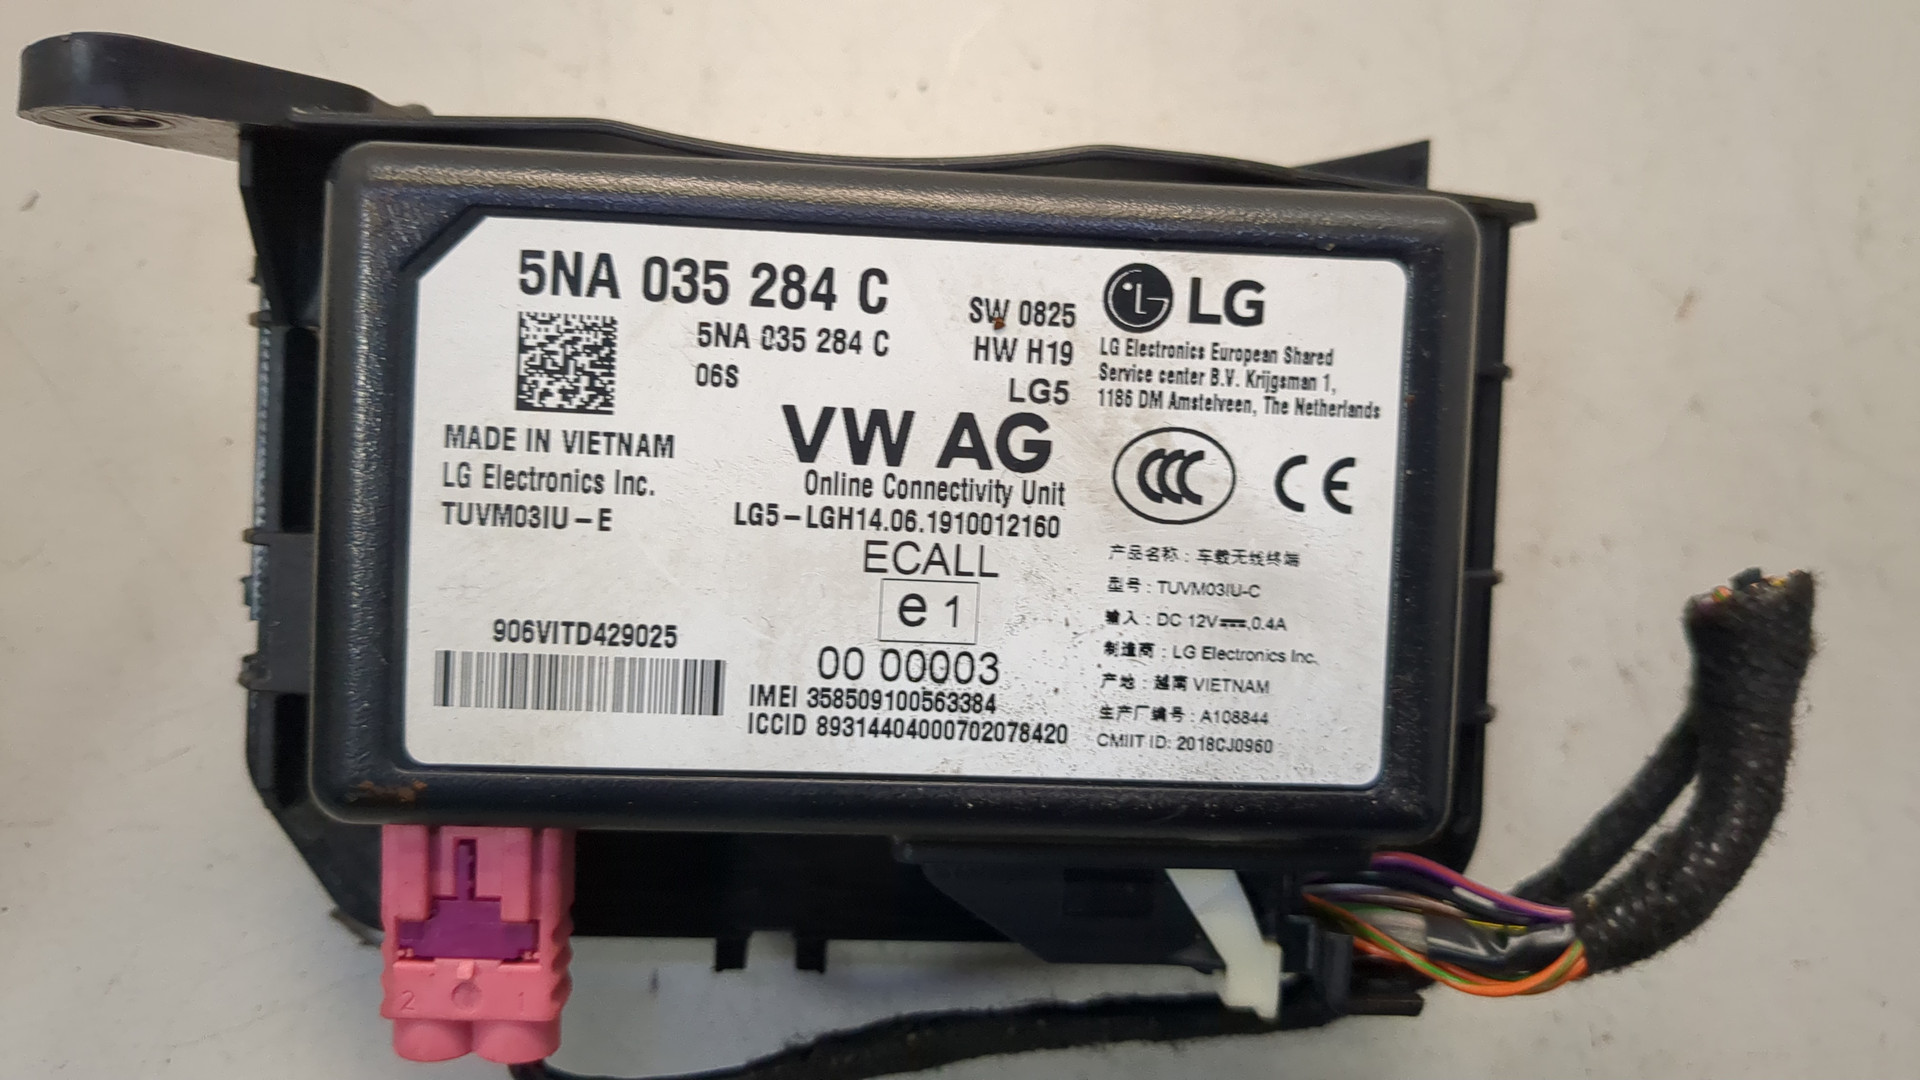 5NA 035 284 C
5NA 035 284 C
06S
SW 0825
HW H19
LG5
LG
LG Electronics European Shared
Service center B.V. Krijgsman 1,
1186 DM Amstelveen, The Netherlands
MADE IN VIETNAM
LG Electronics Inc.
TUVM03IU-E
VW AG
Online Connectivity Unit
LG5-LGH14.06.1910012160
ECALL
e1
00 00003
IMEI 358509100563384
ICCID 89314404000702078420
906VITD429025
CCC
CE
产品名称: 车载无线终端
型号: TUVM03IU-C
输入: DC 12V⎓,0.4A
制造商: LG Electronics Inc.
产地: 越南 VIETNAM
生产厂编号: A108844
CMIIT ID: 2018CJ0960
2 1